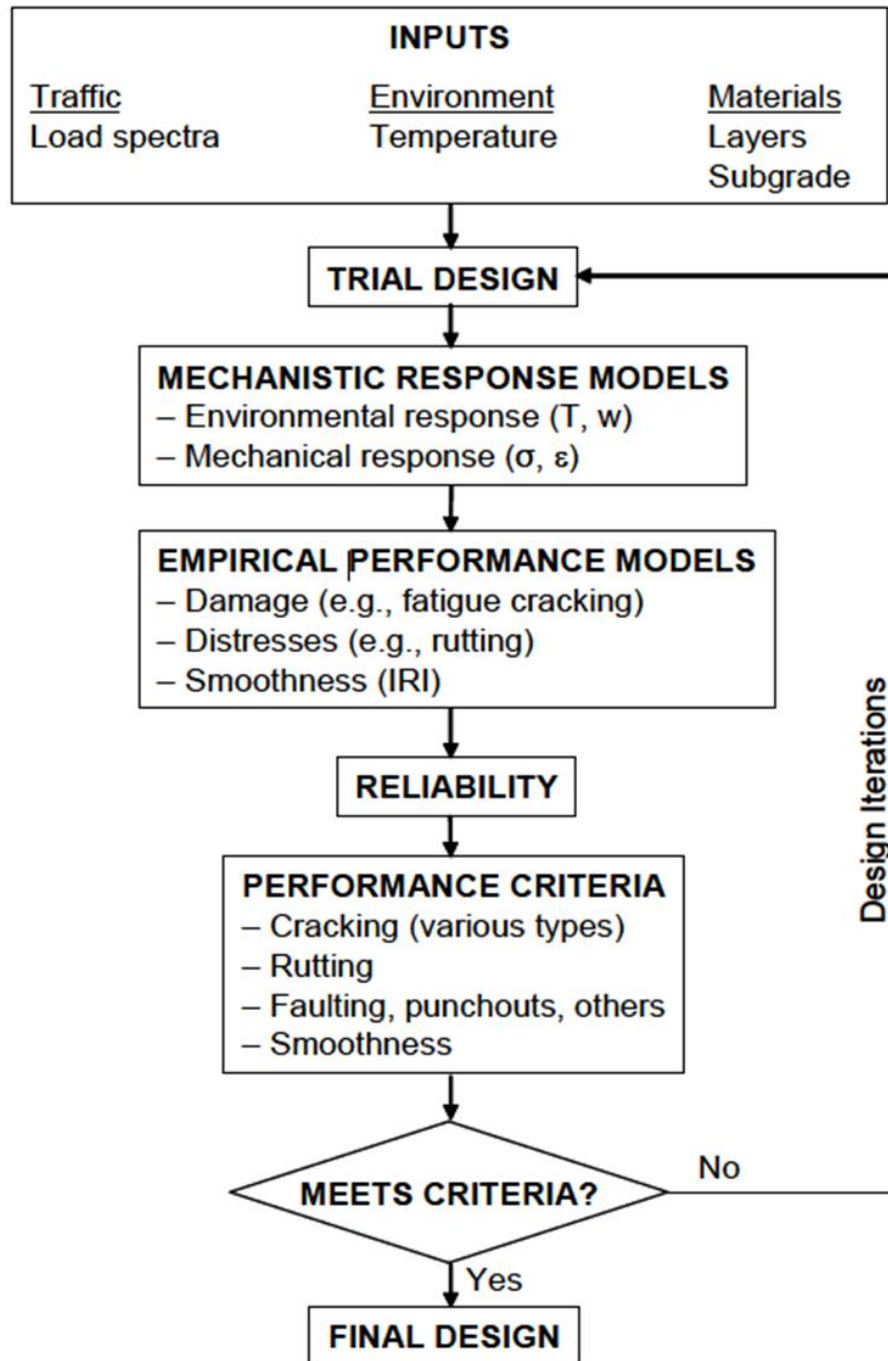 INPUTS
Traffic Environment Materials
Load spectra Temperature Layers
Subgrade
TRIAL DESIGN
MECHANISTIC RESPONSE MODELS
– Environmental response (T, w)
– Mechanical response (σ, ε)
EMPIRICAL PERFORMANCE MODELS
– Damage (e.g., fatigue cracking)
– Distresses (e.g., rutting)
– Smoothness (IRI)
RELIABILITY
PERFORMANCE CRITERIA
– Cracking (various types)
– Rutting
– Faulting, punchouts, others
– Smoothness
Design Iterations
MEETS CRITERIA?
No
Yes
FINAL DESIGN